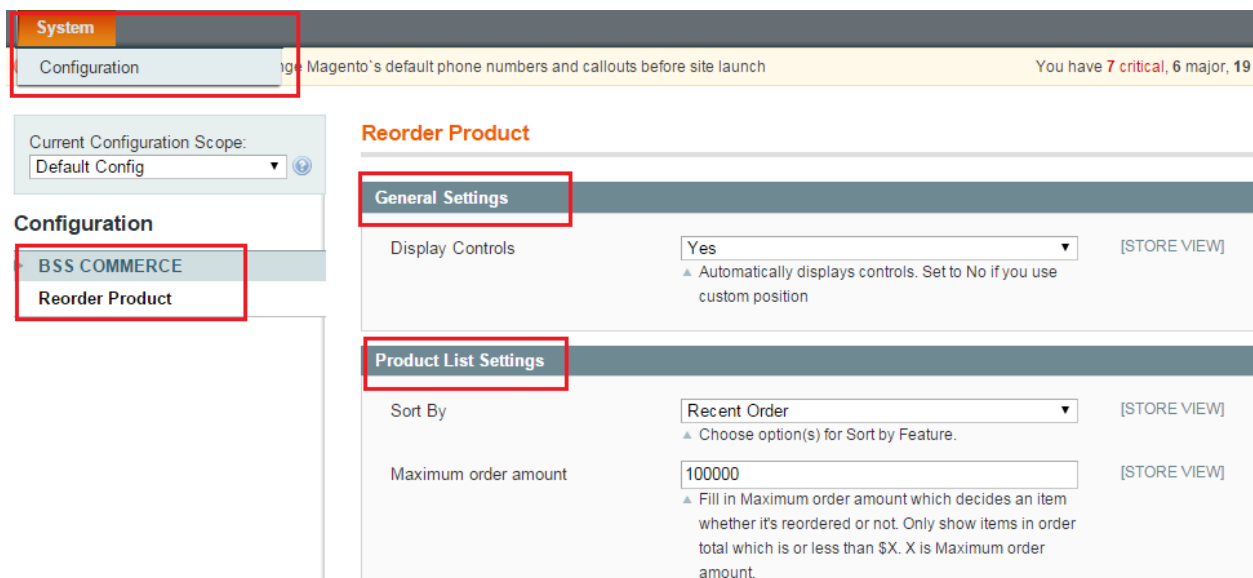 System
Configuration
nge Magento`s default phone numbers and callouts before site launch
You have 7 critical, 6 major, 19
Current Configuration Scope:
Default Config
Configuration
BSS COMMERCE
Reorder Product
Reorder Product
General Settings
Display Controls
Yes
[STORE VIEW]
Automatically displays controls. Set to No if you use
custom position
Product List Settings
Sort By
Recent Order
[STORE VIEW]
Choose option(s) for Sort by Feature.
Maximum order amount
100000
[STORE VIEW]
Fill in Maximum order amount which decides an item
whether it's reordered or not. Only show items in order
total which is or less than $X. X is Maximum order
amount.